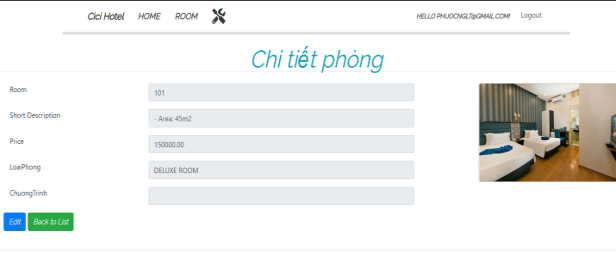 Cici Hotel HOME ROOM HELLO PHUOCNGLT@GMAIL.COM! Logout
Chi tiết phòng
Room 101
Short Description - Area: 45m2
Price 150000.00
LoaiPhong DELUXE ROOM
ChuongTrinh
Edit Back to List